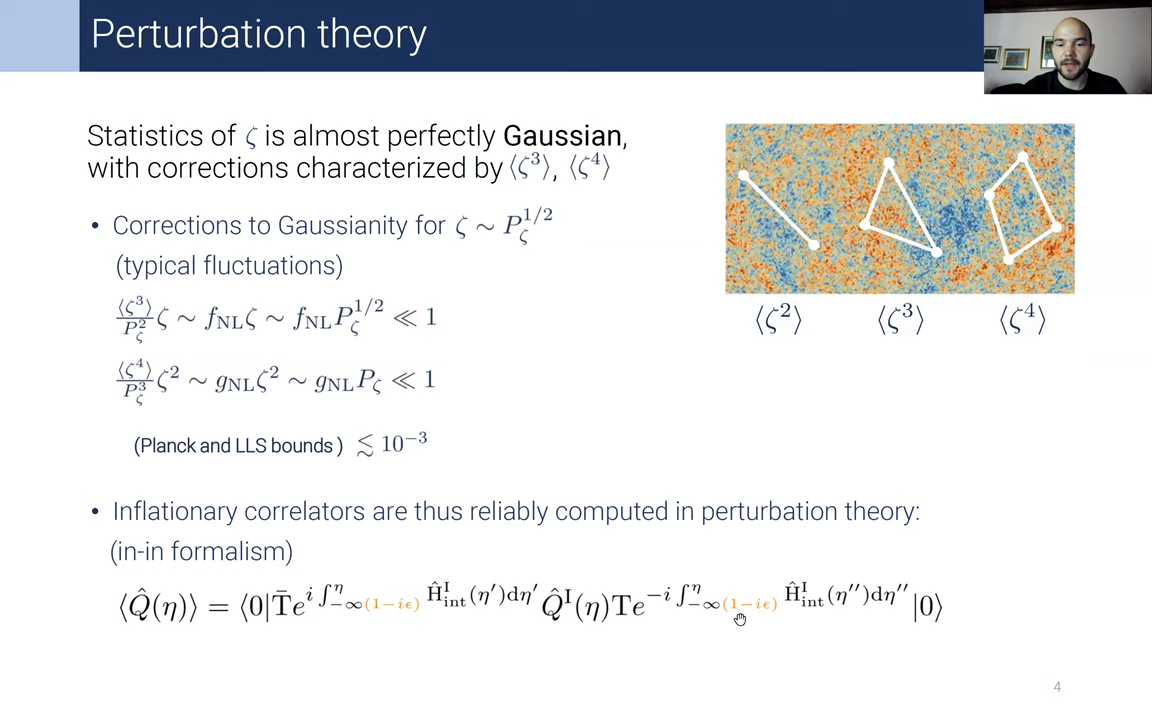 Perturbation theory
Statistics of ζ is almost perfectly Gaussian,
with corrections characterized by ⟨ζ³⟩, ⟨ζ⁴⟩
• Corrections to Gaussianity for ζ ∼ P_ζ^{1/2}
(typical fluctuations)
⟨ζ³⟩/P_ζ² ζ ∼ f_NL ζ ∼ f_NL P_ζ^{1/2} ≪ 1
⟨ζ⁴⟩/P_ζ³ ζ² ∼ g_NL ζ² ∼ g_NL P_ζ ≪ 1
(Planck and LLS bounds ) ≲ 10⁻³
⟨ζ²⟩ ⟨ζ³⟩ ⟨ζ⁴⟩
• Inflationary correlators are thus reliably computed in perturbation theory:
(in-in formalism)
⟨Q̂(η)⟩ = ⟨0|T̄e^{i∫_{−∞(1−iϵ)}^{η} Ĥ_int^I(η′)dη′} Q̂^I(η)Te^{−i∫_{−∞(1−iϵ)}^{η} Ĥ_int^I(η′′)dη′′}|0⟩
4